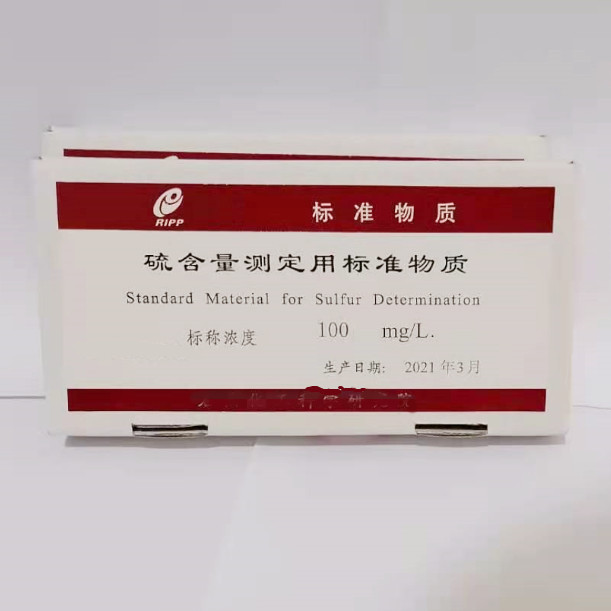 RIPP
标准物质
硫含量测定用标准物质
Standard Material for Sulfur Determination
标称浓度 100 mg/L.
生产日期: 2021年3月